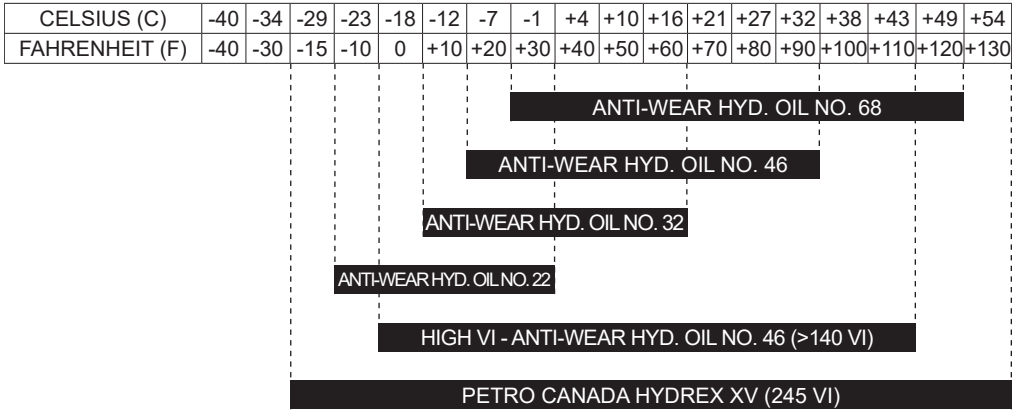 CELSIUS (C) -40 -34 -29 -23 -18 -12 -7 -1 +4 +10 +16 +21 +27 +32 +38 +43 +49 +54
FAHRENHEIT (F) -40 -30 -15 -10 0 +10 +20 +30 +40 +50 +60 +70 +80 +90 +100 +110 +120 +130
ANTI-WEAR HYD. OIL NO. 68
ANTI-WEAR HYD. OIL NO. 46
ANTI-WEAR HYD. OIL NO. 32
ANTI-WEAR HYD. OIL NO. 22
HIGH VI - ANTI-WEAR HYD. OIL NO. 46 (>140 VI)
PETRO CANADA HYDREX XV (245 VI)